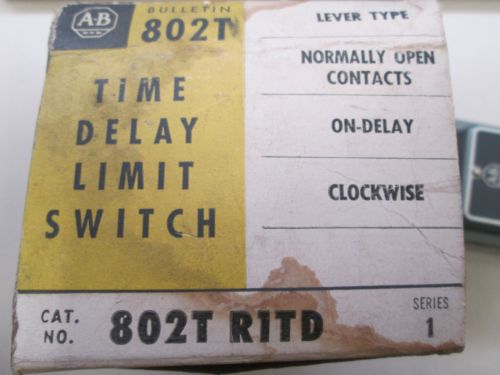 A-B
BULLETIN
802T
TiME
DELAY
LIMIT
SWITCH
LEVER TYPE
NORMALLY OPEN
CONTACTS
ON-DELAY
CLOCKWISE
CAT.
NO.
802T R1TD
SERIES
1